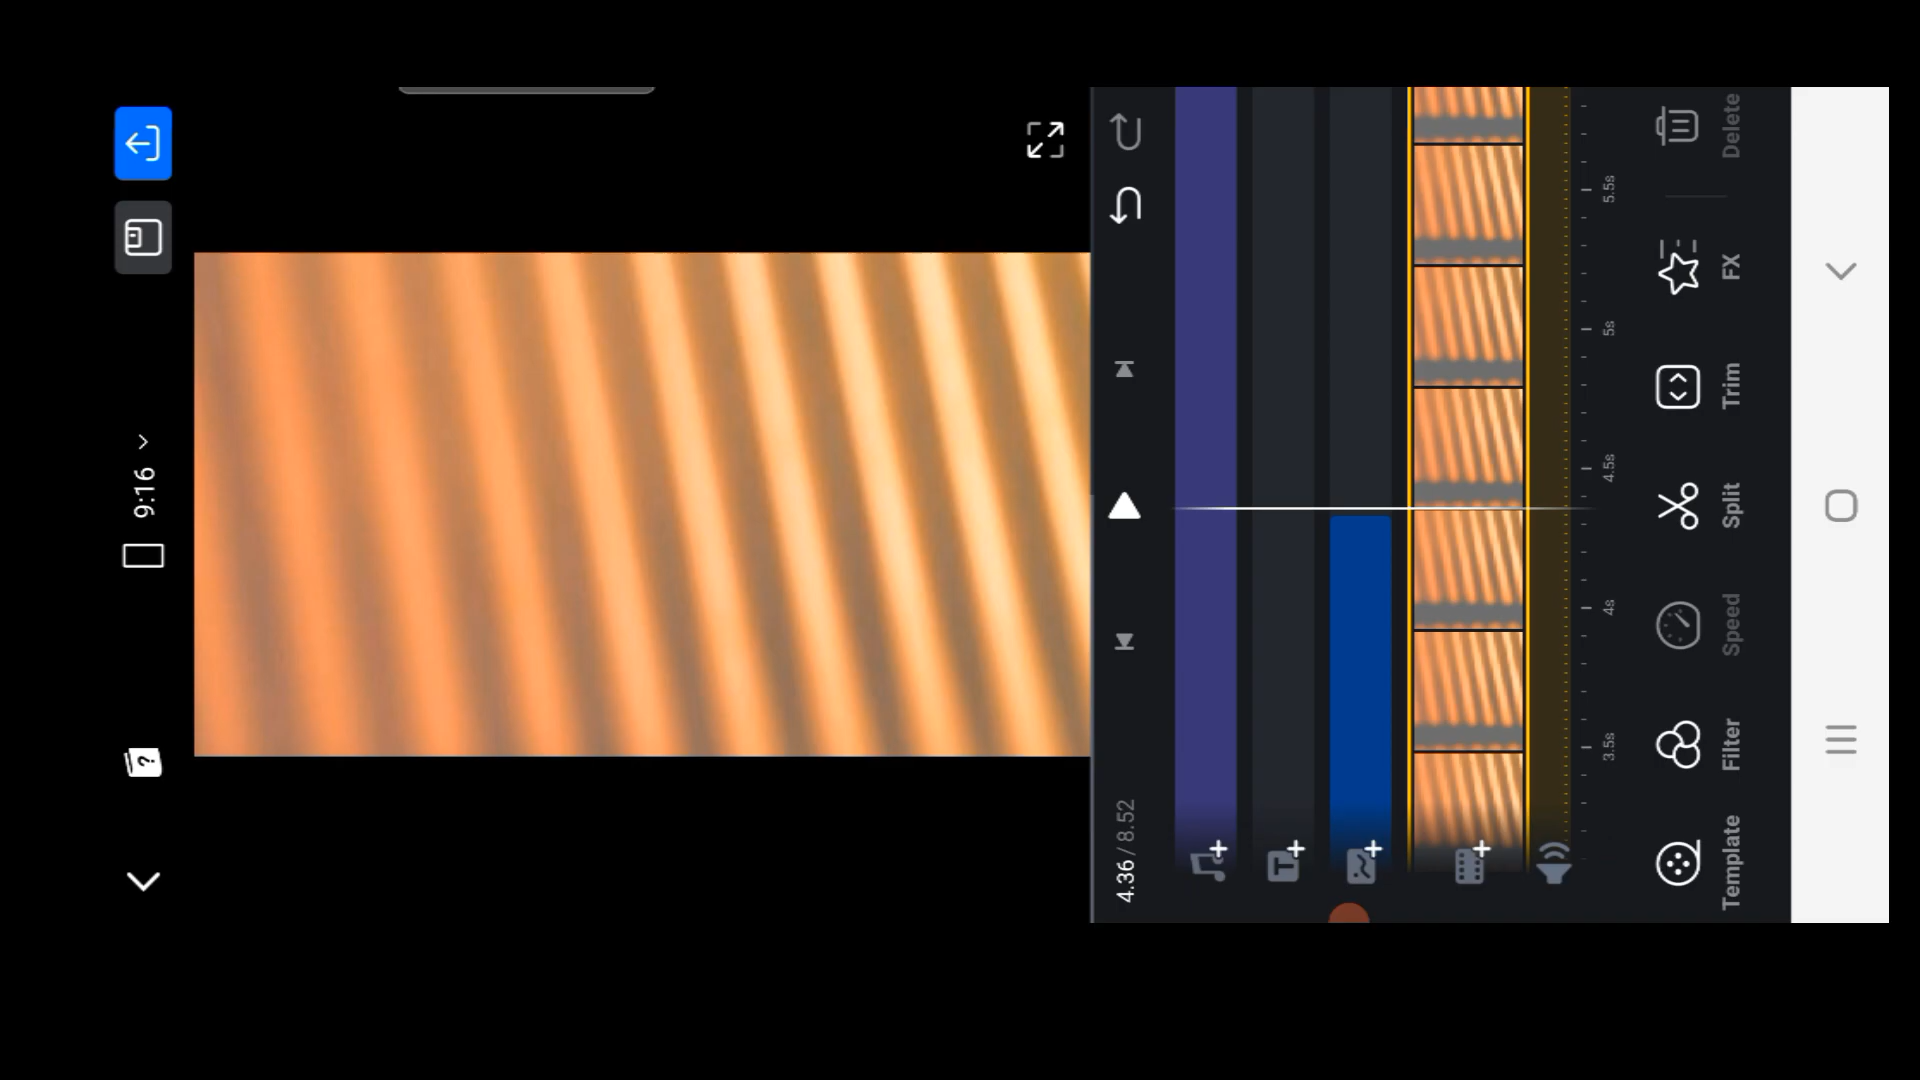 9:16
?
4.36 / 8.52
3.5s
4s
4.5s
5s
5.5s
T
Template
Filter
Speed
Split
Trim
FX
Delete